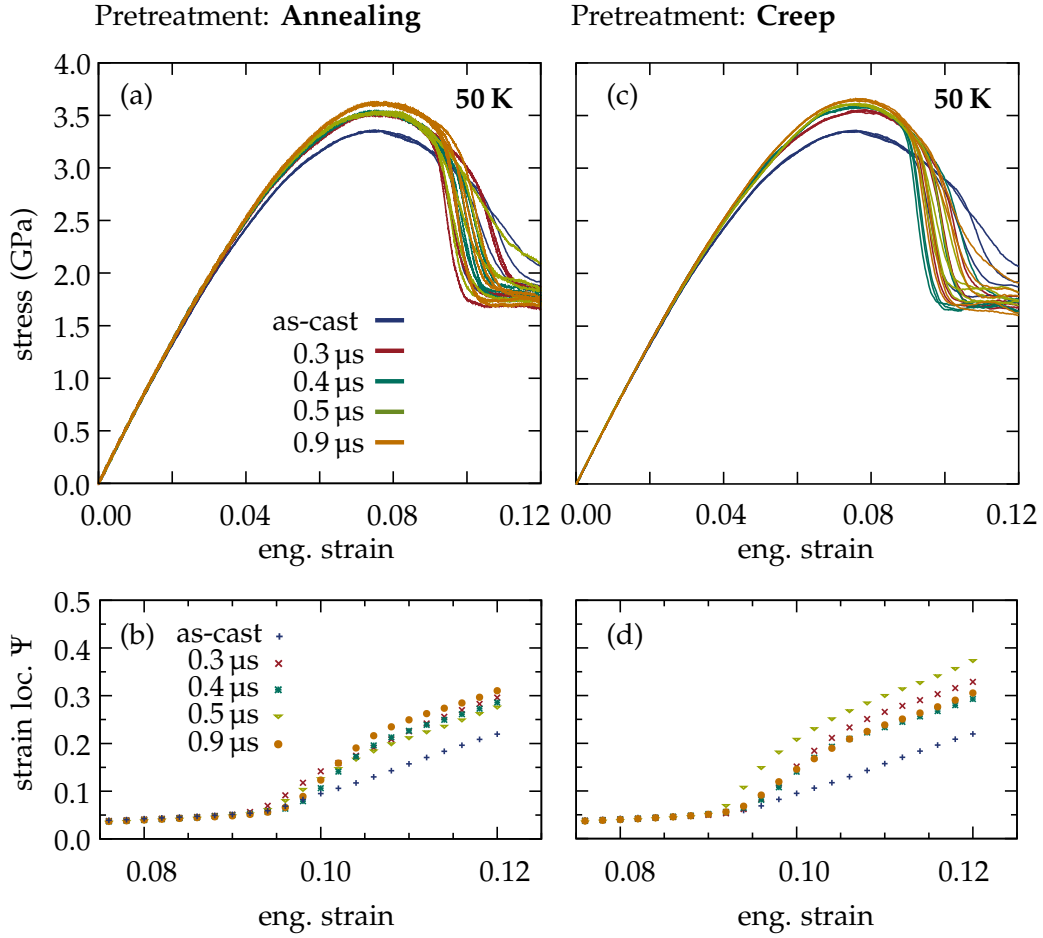 Pretreatment: Annealing
Pretreatment: Creep
(a)
50 K
4.0
3.5
3.0
2.5
2.0
1.5
1.0
0.5
0.0
stress (GPa)
as-cast
0.3 µs
0.4 µs
0.5 µs
0.9 µs
0.00
0.04
0.08
0.12
eng. strain
(c)
50 K
0.00
0.04
0.08
0.12
eng. strain
(b)
0.5
0.4
0.3
0.2
0.1
0.0
strain loc. Ψ
as-cast
0.3 µs
0.4 µs
0.5 µs
0.9 µs
0.08
0.10
0.12
eng. strain
(d)
0.08
0.10
0.12
eng. strain